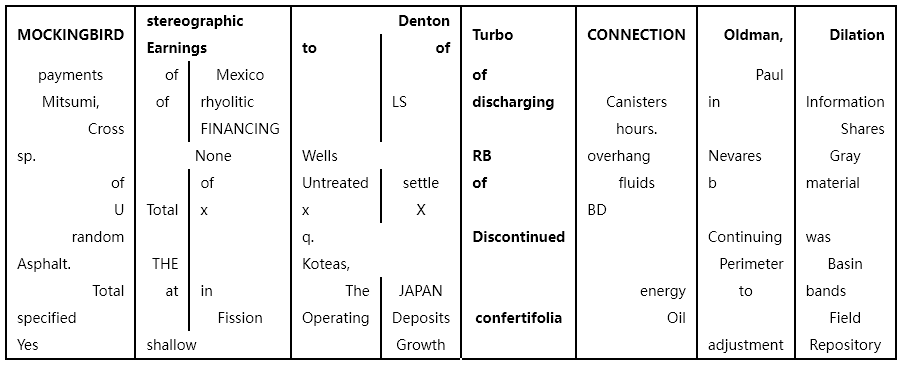 MOCKINGBIRD stereographic Earnings Denton to of Turbo CONNECTION Oldman, Dilation
payments of Mexico of Paul
Mitsumi, of rhyolitic LS discharging Canisters in Information
Cross FINANCING hours. Shares
sp. None Wells RB overhang Nevares Gray
of of Untreated settle of fluids b material
U Total x x X BD
random q. Discontinued Continuing was
Asphalt. THE Koteas, Perimeter Basin
Total at in The JAPAN energy to bands
specified Fission Operating Deposits confertifolia Oil Field
Yes shallow Growth adjustment Repository